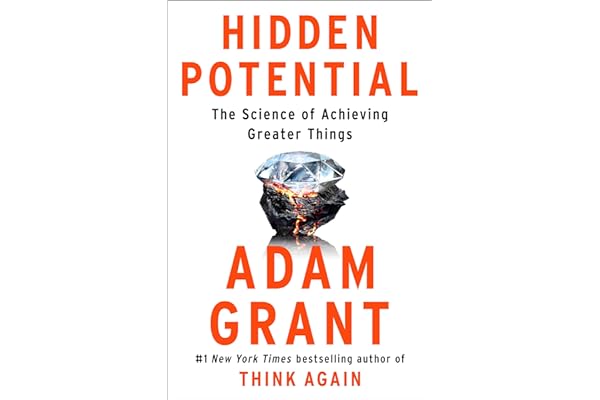 HIDDEN
POTENTIAL
The Science of Achieving
Greater Things
ADAM
GRANT
#1 New York Times bestselling author of
THINK AGAIN